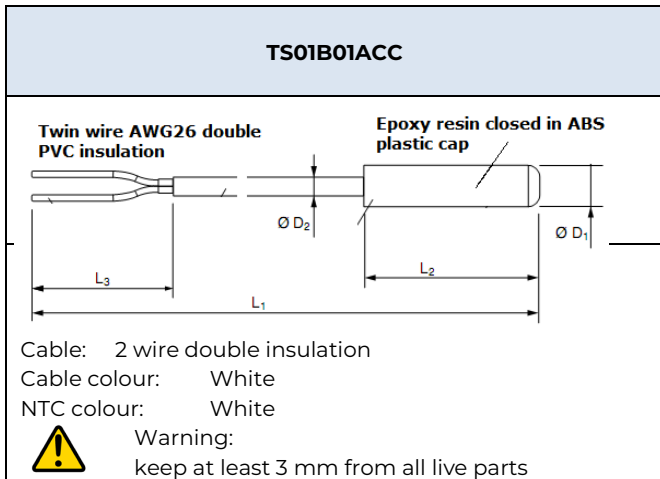 TS01B01ACC
Twin wire AWG26 double
PVC insulation
Epoxy resin closed in ABS
plastic cap
Ø D₂
Ø D₁
L₃
L₂
L₁
Cable: 2 wire double insulation
Cable colour: White
NTC colour: White
Warning:
keep at least 3 mm from all live parts